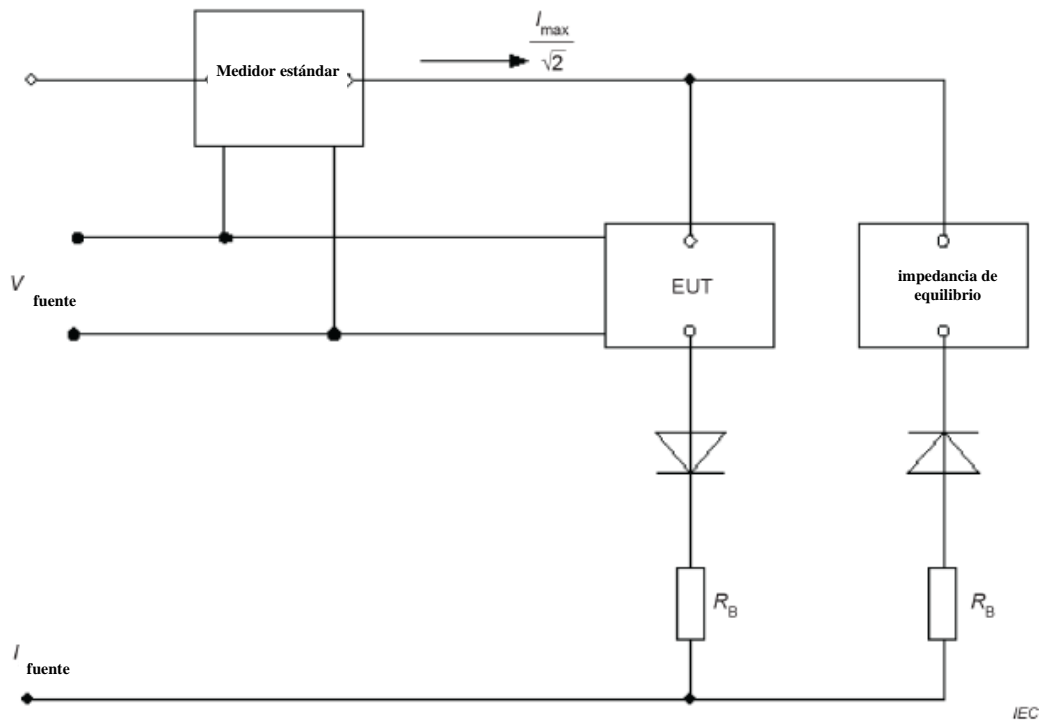 I max
√2
Medidor estándar
V fuente
EUT
impedancia de
equilibrio
R B
R B
I fuente
IEC